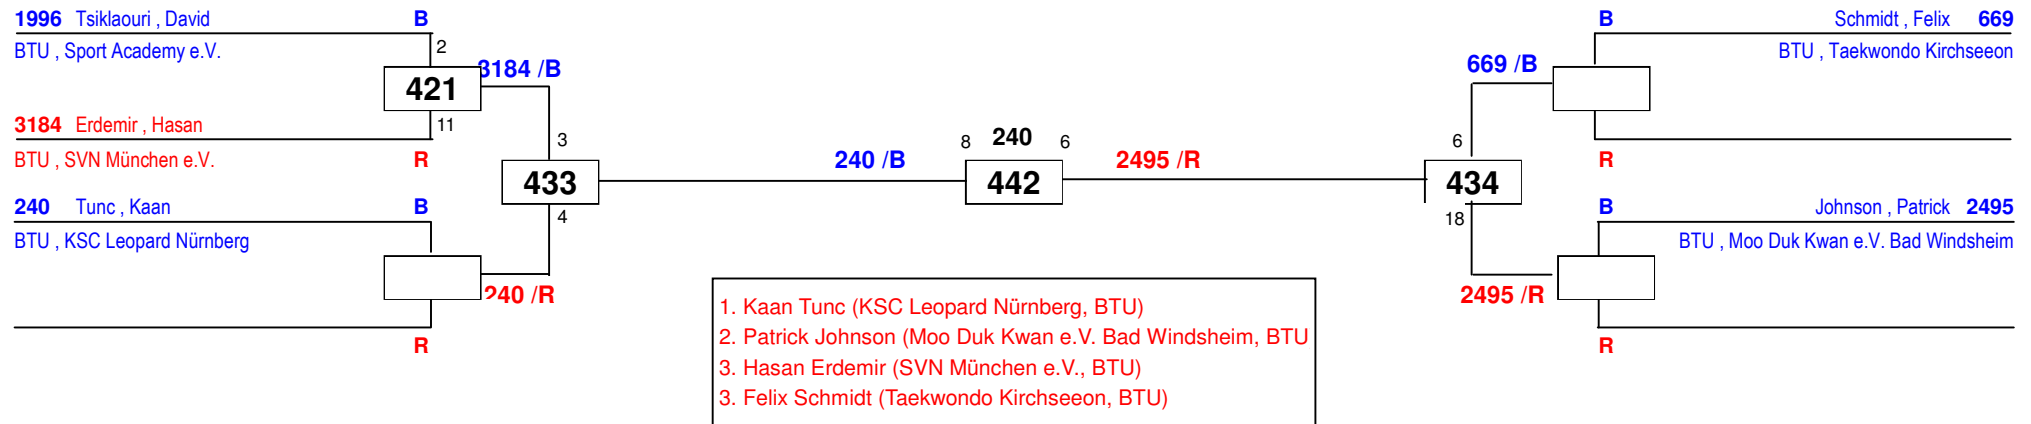 1996 Tsiklaouri , David B
BTU , Sport Academy e.V.
2
421
3184 /B
11
3184 Erdemir , Hasan
BTU , SVN München e.V. R
3
433
4
240 Tunc , Kaan B
BTU , KSC Leopard Nürnberg
240 /R
R
240 /B
8 240 6
442
2495 /R
B Schmidt , Felix 669
BTU , Taekwondo Kirchseeon
669 /B
R
6
434
18
B Johnson , Patrick 2495
BTU , Moo Duk Kwan e.V. Bad Windsheim
2495 /R
R
1. Kaan Tunc (KSC Leopard Nürnberg, BTU)
2. Patrick Johnson (Moo Duk Kwan e.V. Bad Windsheim, BTU
3. Hasan Erdemir (SVN München e.V., BTU)
3. Felix Schmidt (Taekwondo Kirchseeon, BTU)